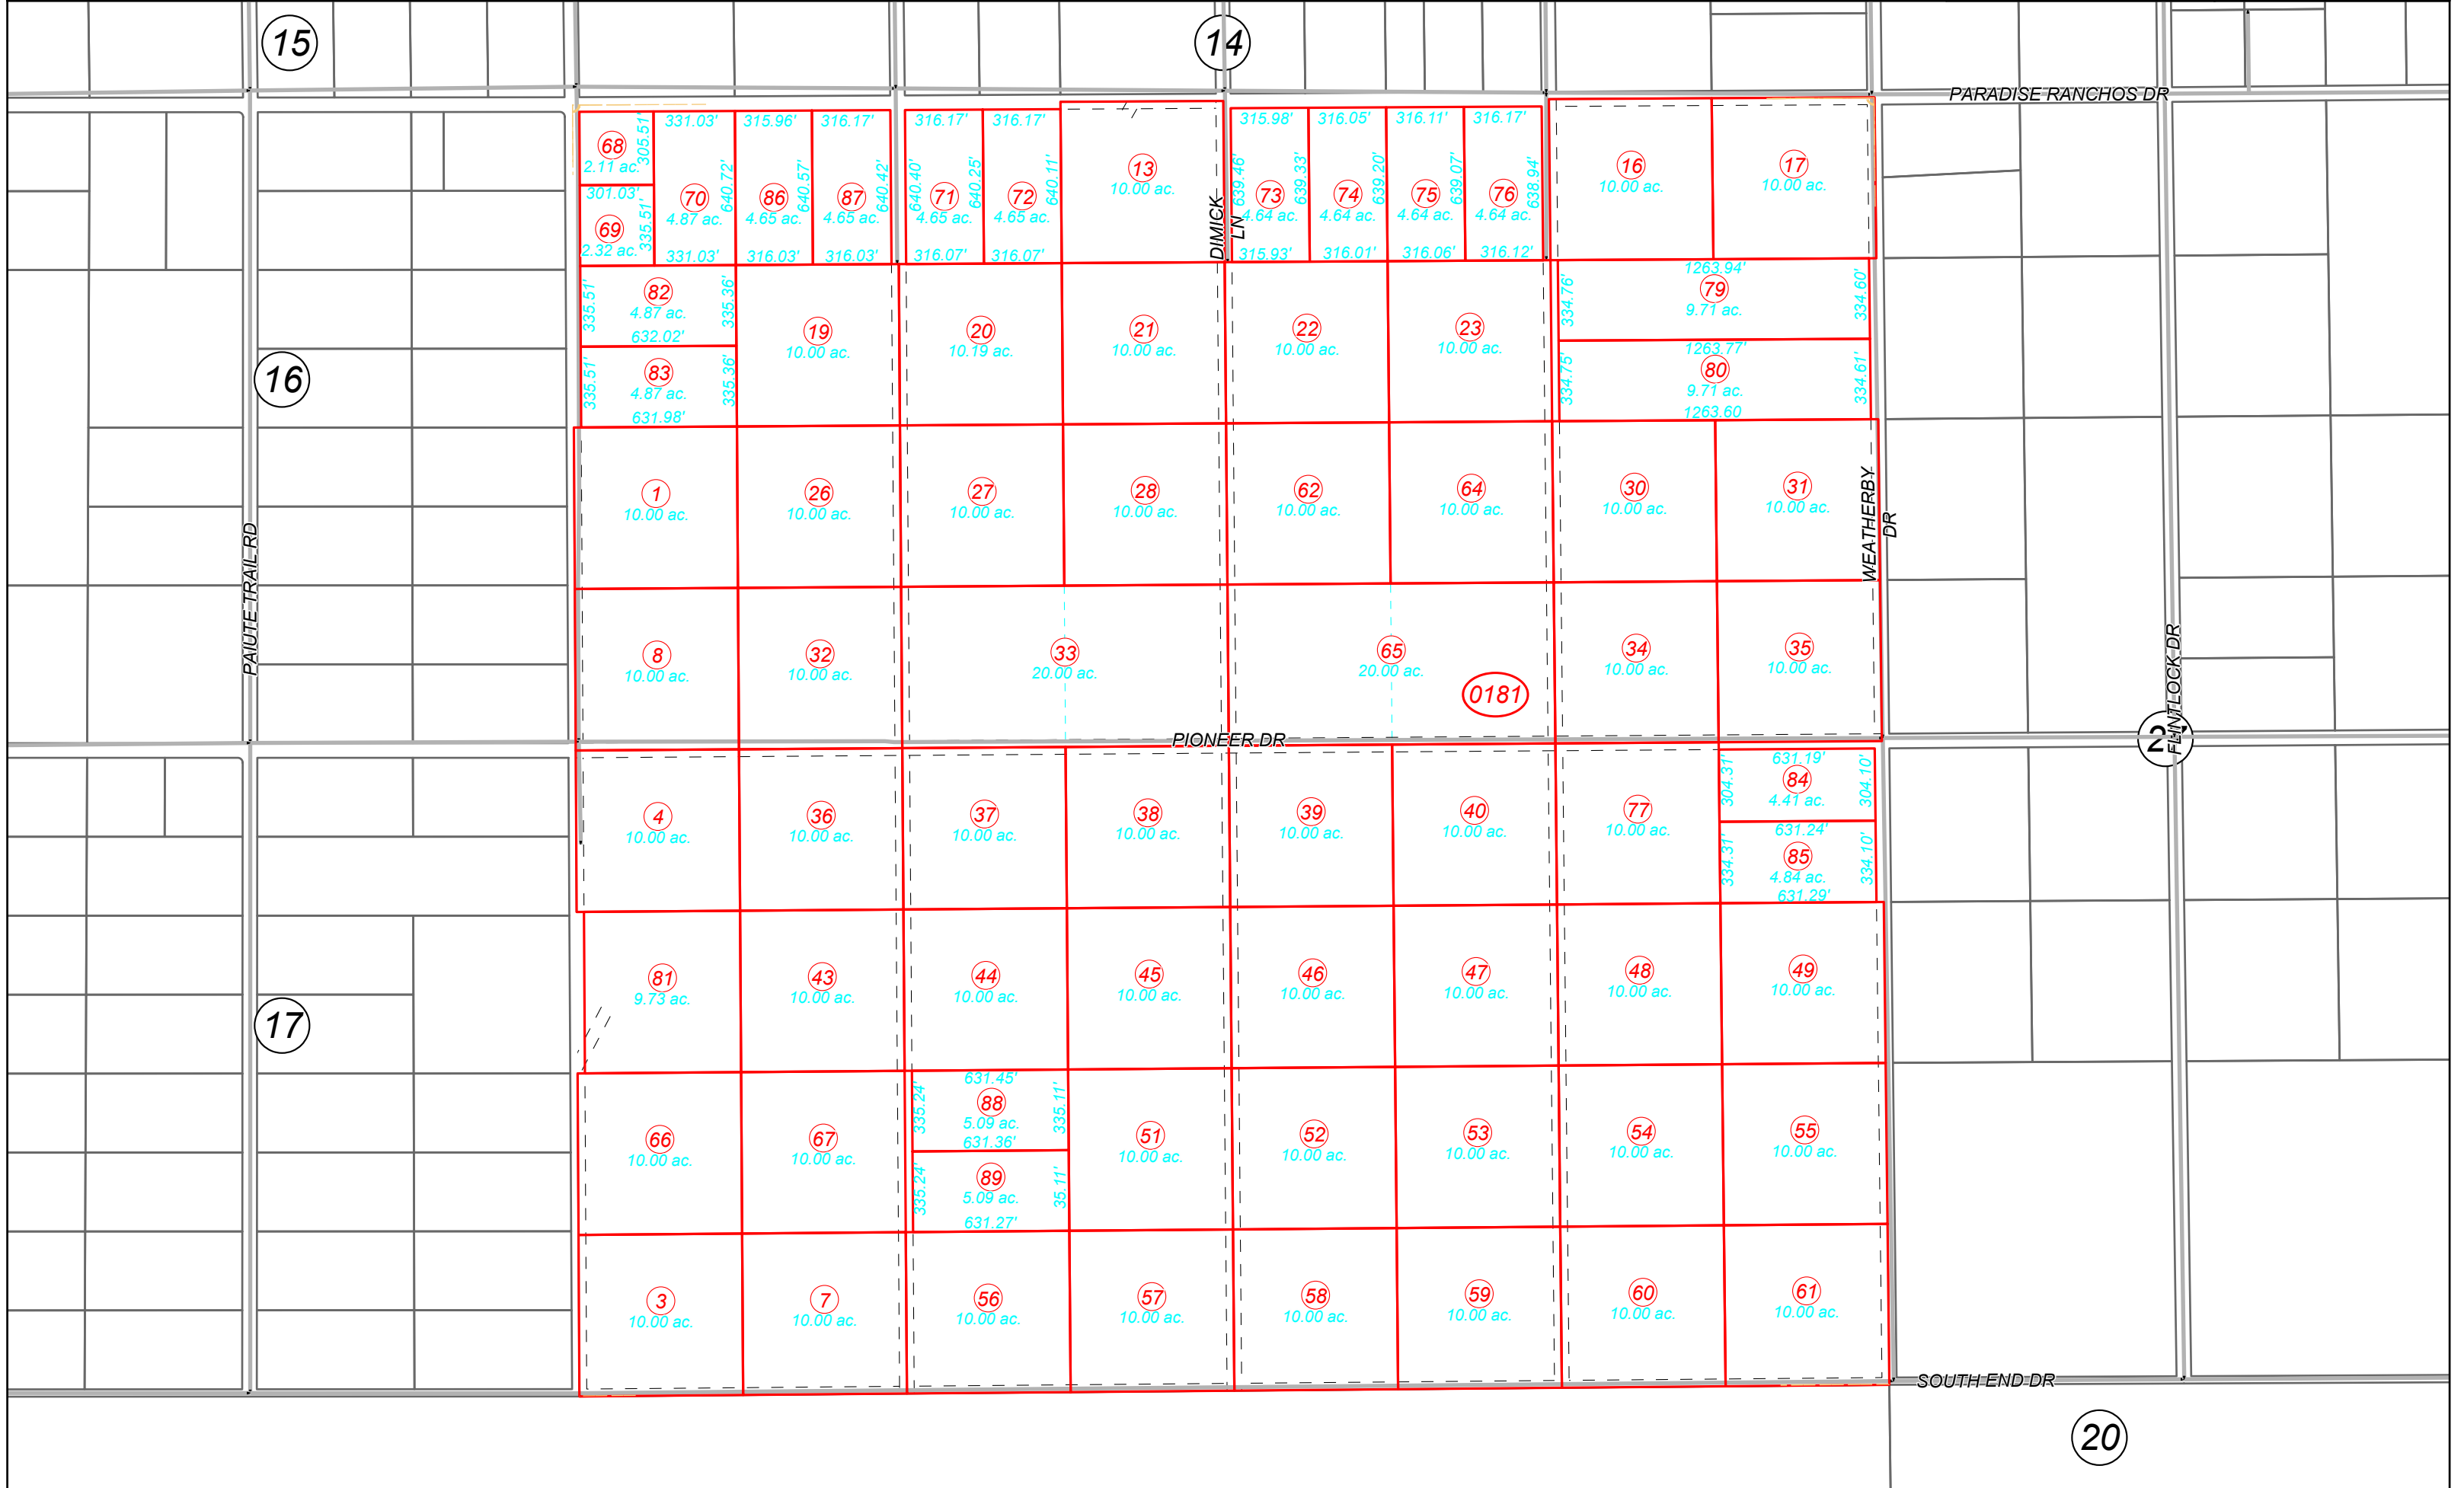 15
14
PARADISE RANCHOS DR
68
2.11 ac.
305.51'
301.03'
69
2.32 ac.
335.51'
331.03'
70
4.87 ac.
640.72'
331.03'
315.96'
86
4.65 ac.
640.57'
316.03'
316.17'
87
4.65 ac.
640.42'
316.03'
316.17'
640.40'
71
4.65 ac.
640.25'
316.07'
316.17'
72
4.65 ac.
640.11'
316.07'
13
10.00 ac.
DIMICK
LN
315.98'
639.46'
73
4.64 ac.
639.33'
315.93'
316.05'
74
4.64 ac.
639.20'
316.01'
316.11'
75
4.64 ac.
639.07'
316.06'
316.17'
76
4.64 ac.
638.94'
316.12'
16
10.00 ac.
17
10.00 ac.
335.51'
82
4.87 ac.
632.02'
335.36'
335.51'
83
4.87 ac.
631.98'
335.36'
19
10.00 ac.
20
10.19 ac.
21
10.00 ac.
22
10.00 ac.
23
10.00 ac.
1263.94'
334.76'
79
9.71 ac.
334.60'
1263.77'
334.75'
80
9.71 ac.
334.61'
1263.60
16
1
10.00 ac.
26
10.00 ac.
27
10.00 ac.
28
10.00 ac.
62
10.00 ac.
64
10.00 ac.
30
10.00 ac.
31
10.00 ac.
WEATHERBY
DR
PAIUTE TRAIL RD
8
10.00 ac.
32
10.00 ac.
33
20.00 ac.
65
20.00 ac.
0181
34
10.00 ac.
35
10.00 ac.
FLINTLOCK DR
PIONEER DR
4
10.00 ac.
36
10.00 ac.
37
10.00 ac.
38
10.00 ac.
39
10.00 ac.
40
10.00 ac.
77
10.00 ac.
631.19'
304.31'
84
4.41 ac.
304.10'
631.24'
334.31'
85
4.84 ac.
334.10'
631.29'
17
81
9.73 ac.
43
10.00 ac.
44
10.00 ac.
45
10.00 ac.
46
10.00 ac.
47
10.00 ac.
48
10.00 ac.
49
10.00 ac.
66
10.00 ac.
67
10.00 ac.
631.45'
335.24'
88
5.09 ac.
335.11'
631.36'
335.24'
89
5.09 ac.
35.11'
631.27'
51
10.00 ac.
52
10.00 ac.
53
10.00 ac.
54
10.00 ac.
55
10.00 ac.
3
10.00 ac.
7
10.00 ac.
56
10.00 ac.
57
10.00 ac.
58
10.00 ac.
59
10.00 ac.
60
10.00 ac.
61
10.00 ac.
SOUTH END DR
20